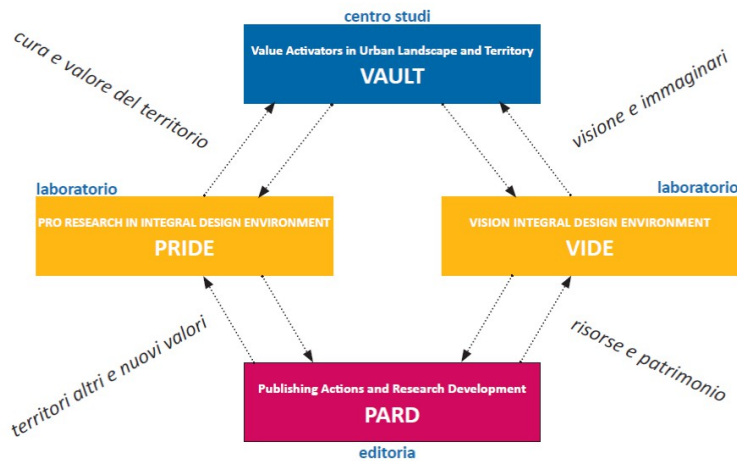 centro studi
Value Activators in Urban Landscape and Territory
VAULT
cura e valore del territorio
visione e immaginari
laboratorio
PRO RESEARCH IN INTEGRAL DESIGN ENVIRONMENT
PRIDE
laboratorio
VISION INTEGRAL DESIGN ENVIRONMENT
VIDE
territori altri e nuovi valori
risorse e patrimonio
Publishing Actions and Research Development
PARD
editoria